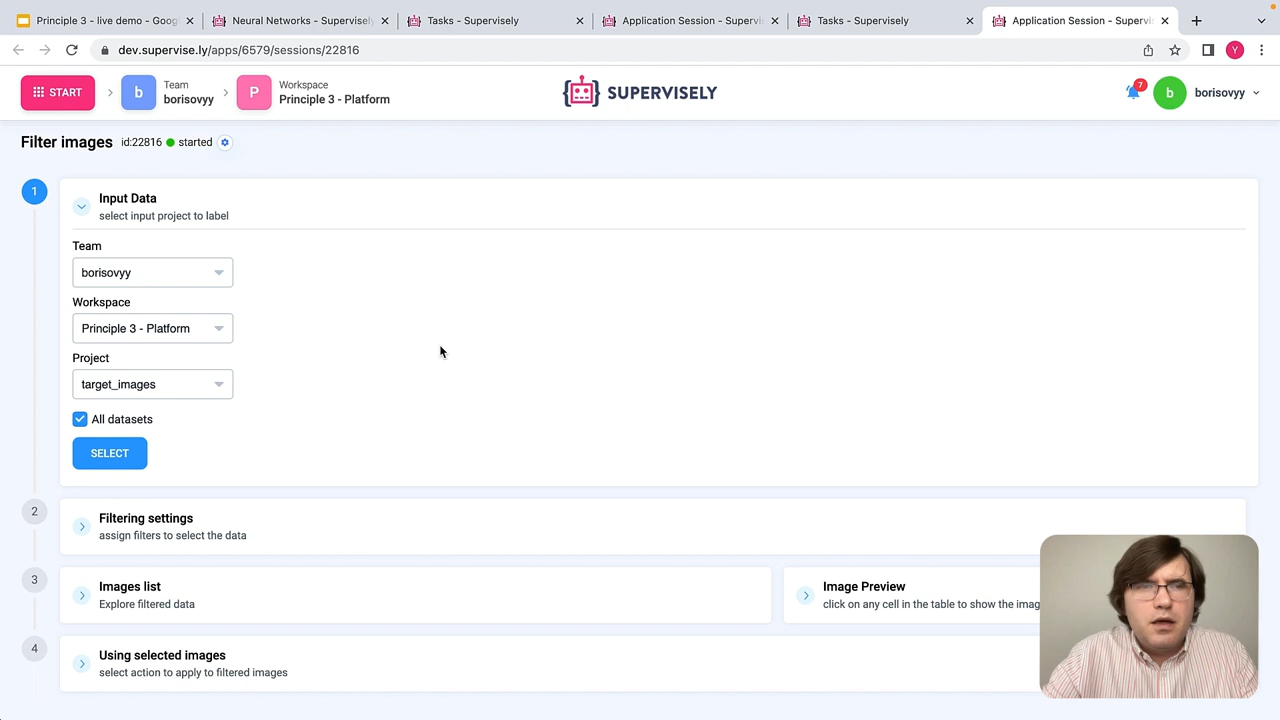 Principle 3 - live demo - Goog
Neural Networks - Supervisely
Tasks - Supervisely
Application Session - Supervi
Tasks - Supervisely
Application Session - Supervi
dev.supervise.ly/apps/6579/sessions/22816
Y
START
b
Team
borisovyy
P
Workspace
Principle 3 - Platform
SUPERVISELY
7
b
borisovyy
Filter images
id:22816
started
1
Input Data
select input project to label
Team
borisovyy
Workspace
Principle 3 - Platform
Project
target_images
All datasets
SELECT
2
Filtering settings
assign filters to select the data
3
Images list
Explore filtered data
Image Preview
click on any cell in the table to show the imag
4
Using selected images
select action to apply to filtered images